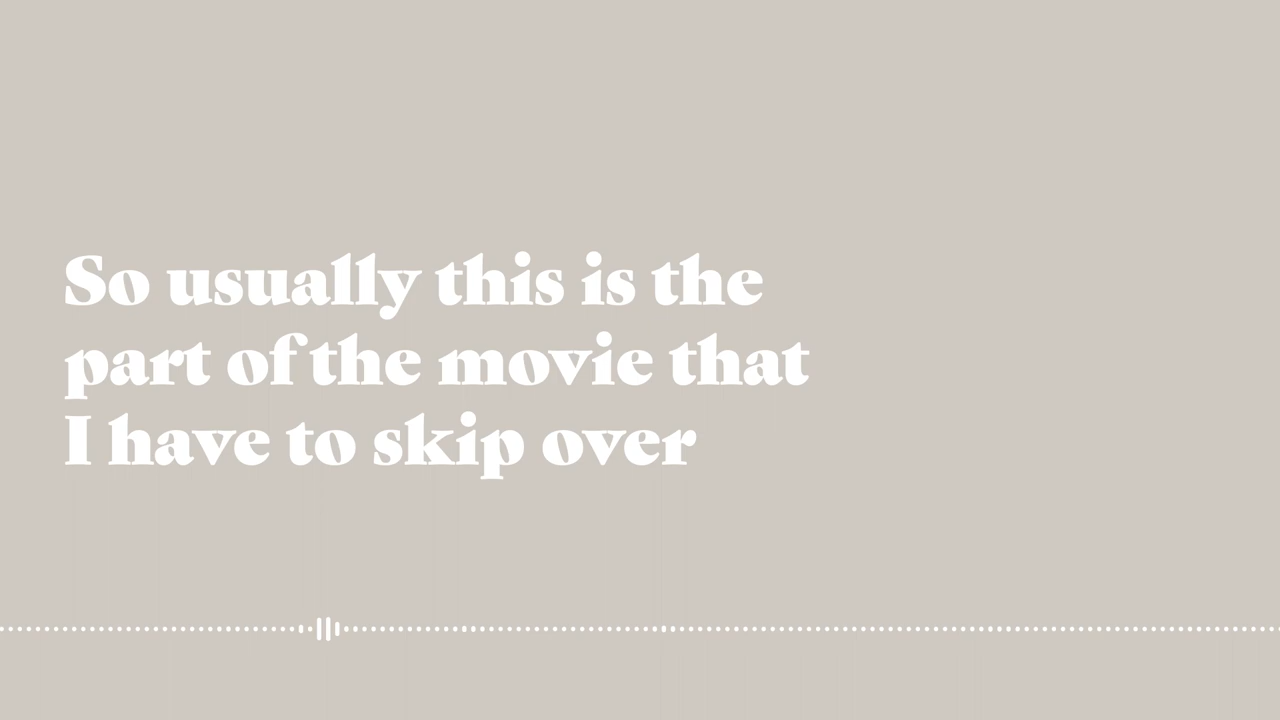 So usually this is the
part of the movie that
I have to skip over